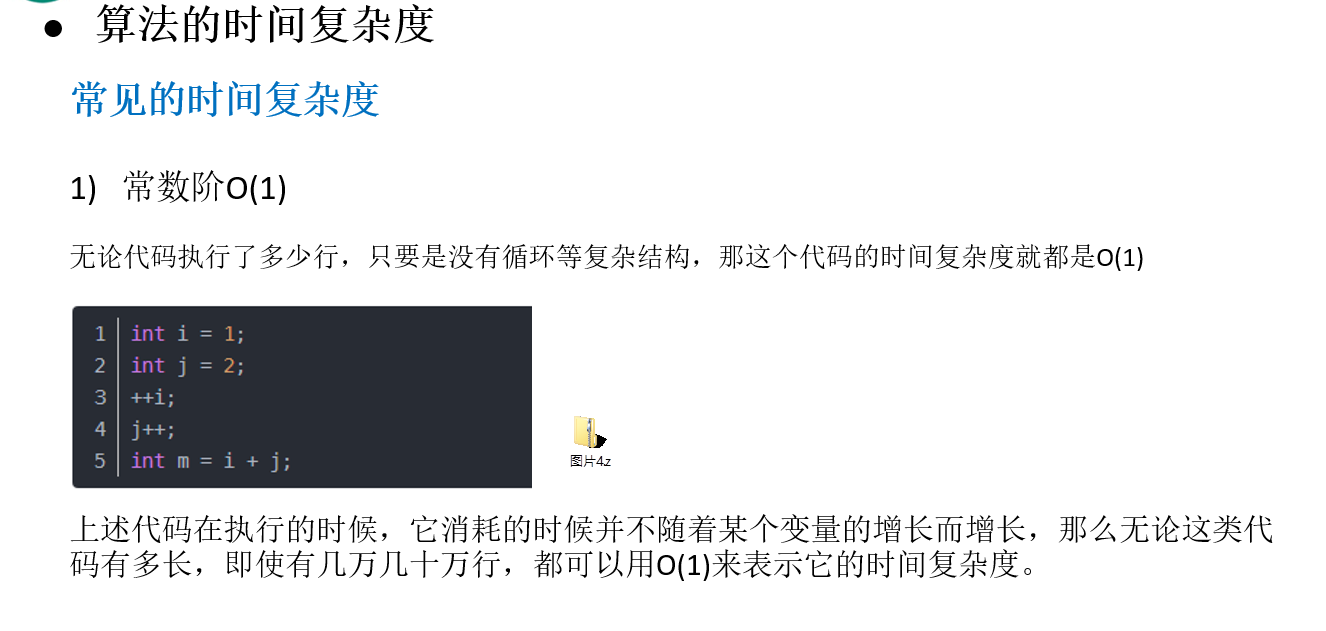 ● 算法的时间复杂度
常见的时间复杂度
1) 常数阶O(1)
无论代码执行了多少行，只要是没有循环等复杂结构，那这个代码的时间复杂度就都是O(1)
1 int i = 1;
2 int j = 2;
3 ++i;
4 j++;
5 int m = i + j;
图片4.z
上述代码在执行的时候，它消耗的时候并不随着某个变量的增长而增长，那么无论这类代
码有多长，即使有几万几十万行，都可以用O(1)来表示它的时间复杂度。